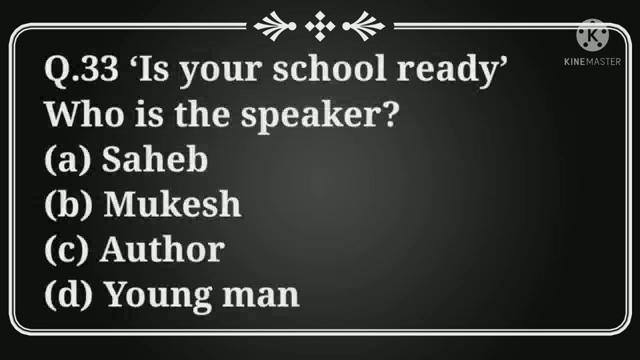 Q.33 ‘Is your school ready’
Who is the speaker?
(a) Saheb
(b) Mukesh
(c) Author
(d) Young man
K
KINEMASTER